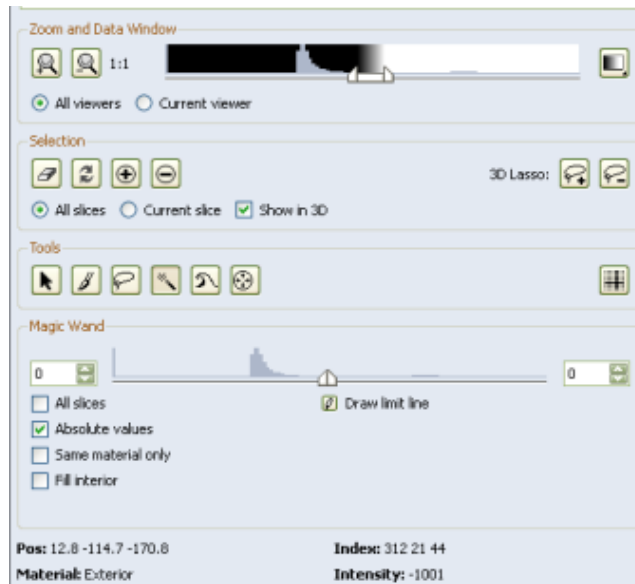 Zoom and Data Window
1:1
All viewers Current viewer
Selection
3D Lasso:
All slices Current slice Show in 3D
Tools
Magic Wand
0 0
All slices Draw limit line
Absolute values
Same material only
Fill interior
Pos: 12.8 -114.7 -170.8 Index: 312 21 44
Material: Exterior Intensity: -1001